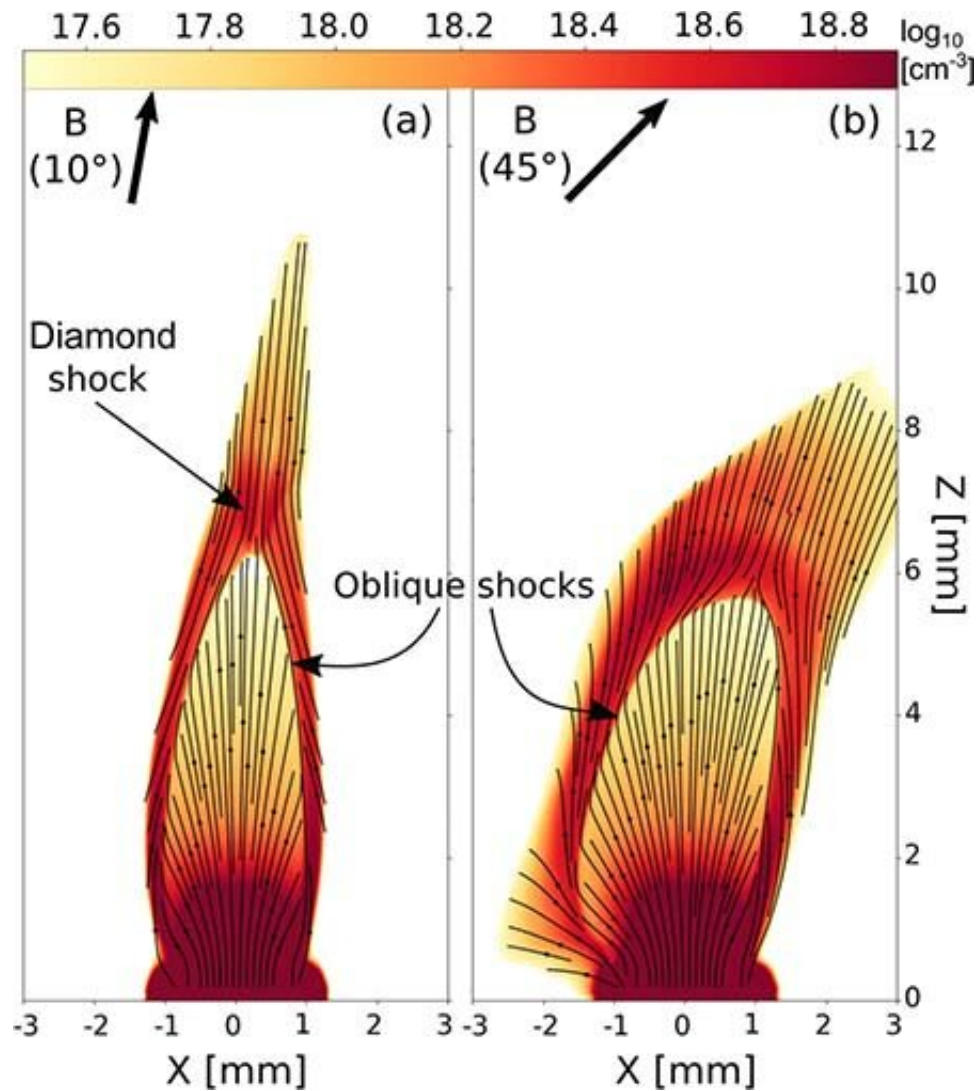 17.6 17.8 18.0 18.2 18.4 18.6 18.8 log₁₀
[cm⁻³]
B
(10°)
(a)
B
(45°)
(b)
Diamond
shock
Oblique shocks
12
10
8
6
4
2
0
Z [mm]
-3 -2 -1 0 1 2 3
X [mm]
-3 -2 -1 0 1 2 3
X [mm]